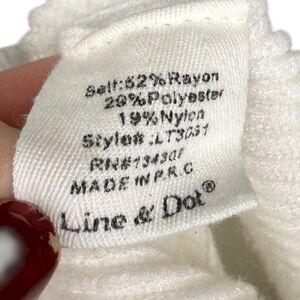 Self:52%Rayon
29%Polyester
19%Nylon
Style#:LT3051
RN#134307
MADE IN P.R.C
Line & Dot®